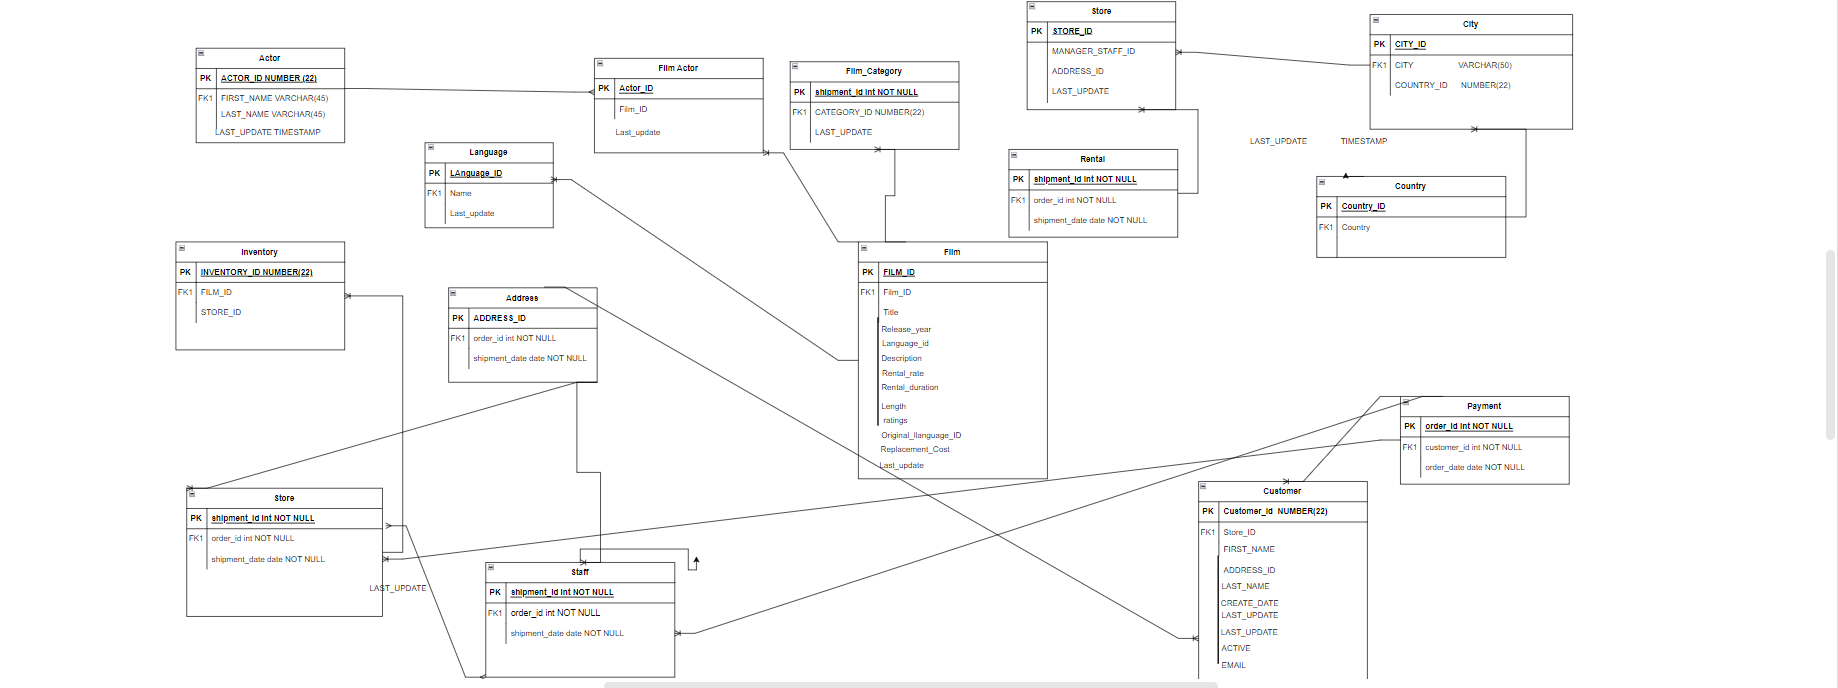 Actor
PK ACTOR_ID NUMBER (22)
FK1 FIRST_NAME VARCHAR(45)
LAST_NAME VARCHAR(45)
LAST_UPDATE TIMESTAMP
Film Actor
PK Actor_ID
Film_ID
Last_update
Film_Category
PK shipment_id int NOT NULL
FK1 CATEGORY_ID NUMBER(22)
LAST_UPDATE
Store
PK STORE_ID
MANAGER_STAFF_ID
ADDRESS_ID
LAST_UPDATE
City
PK CITY_ID
FK1 CITY VARCHAR(50)
COUNTRY_ID NUMBER(22)
LAST_UPDATE TIMESTAMP
Language
PK LAnguage_ID
FK1 Name
Last_update
Rental
PK shipment_id int NOT NULL
FK1 order_id int NOT NULL
shipment_date date NOT NULL
Country
PK Country_ID
FK1 Country
Inventory
PK INVENTORY_ID NUMBER(22)
FK1 FILM_ID
STORE_ID
Address
PK ADDRESS_ID
FK1 order_id int NOT NULL
shipment_date date NOT NULL
Film
PK FILM_ID
FK1 Film_ID
Title
Release_year
Language_id
Description
Rental_rate
Rental_duration
Length
ratings
Original_llanguage_ID
Replacement_Cost
Last_update
Payment
PK order_id int NOT NULL
FK1 customer_id int NOT NULL
order_date date NOT NULL
Store
PK shipment_id int NOT NULL
FK1 order_id int NOT NULL
shipment_date date NOT NULL
LAST_UPDATE
Staff
PK shipment_id int NOT NULL
FK1 order_id int NOT NULL
shipment_date date NOT NULL
Customer
PK Customer_id NUMBER(22)
FK1 Store_ID
FIRST_NAME
ADDRESS_ID
LAST_NAME
CREATE_DATE
LAST_UPDATE
LAST_UPDATE
ACTIVE
EMAIL